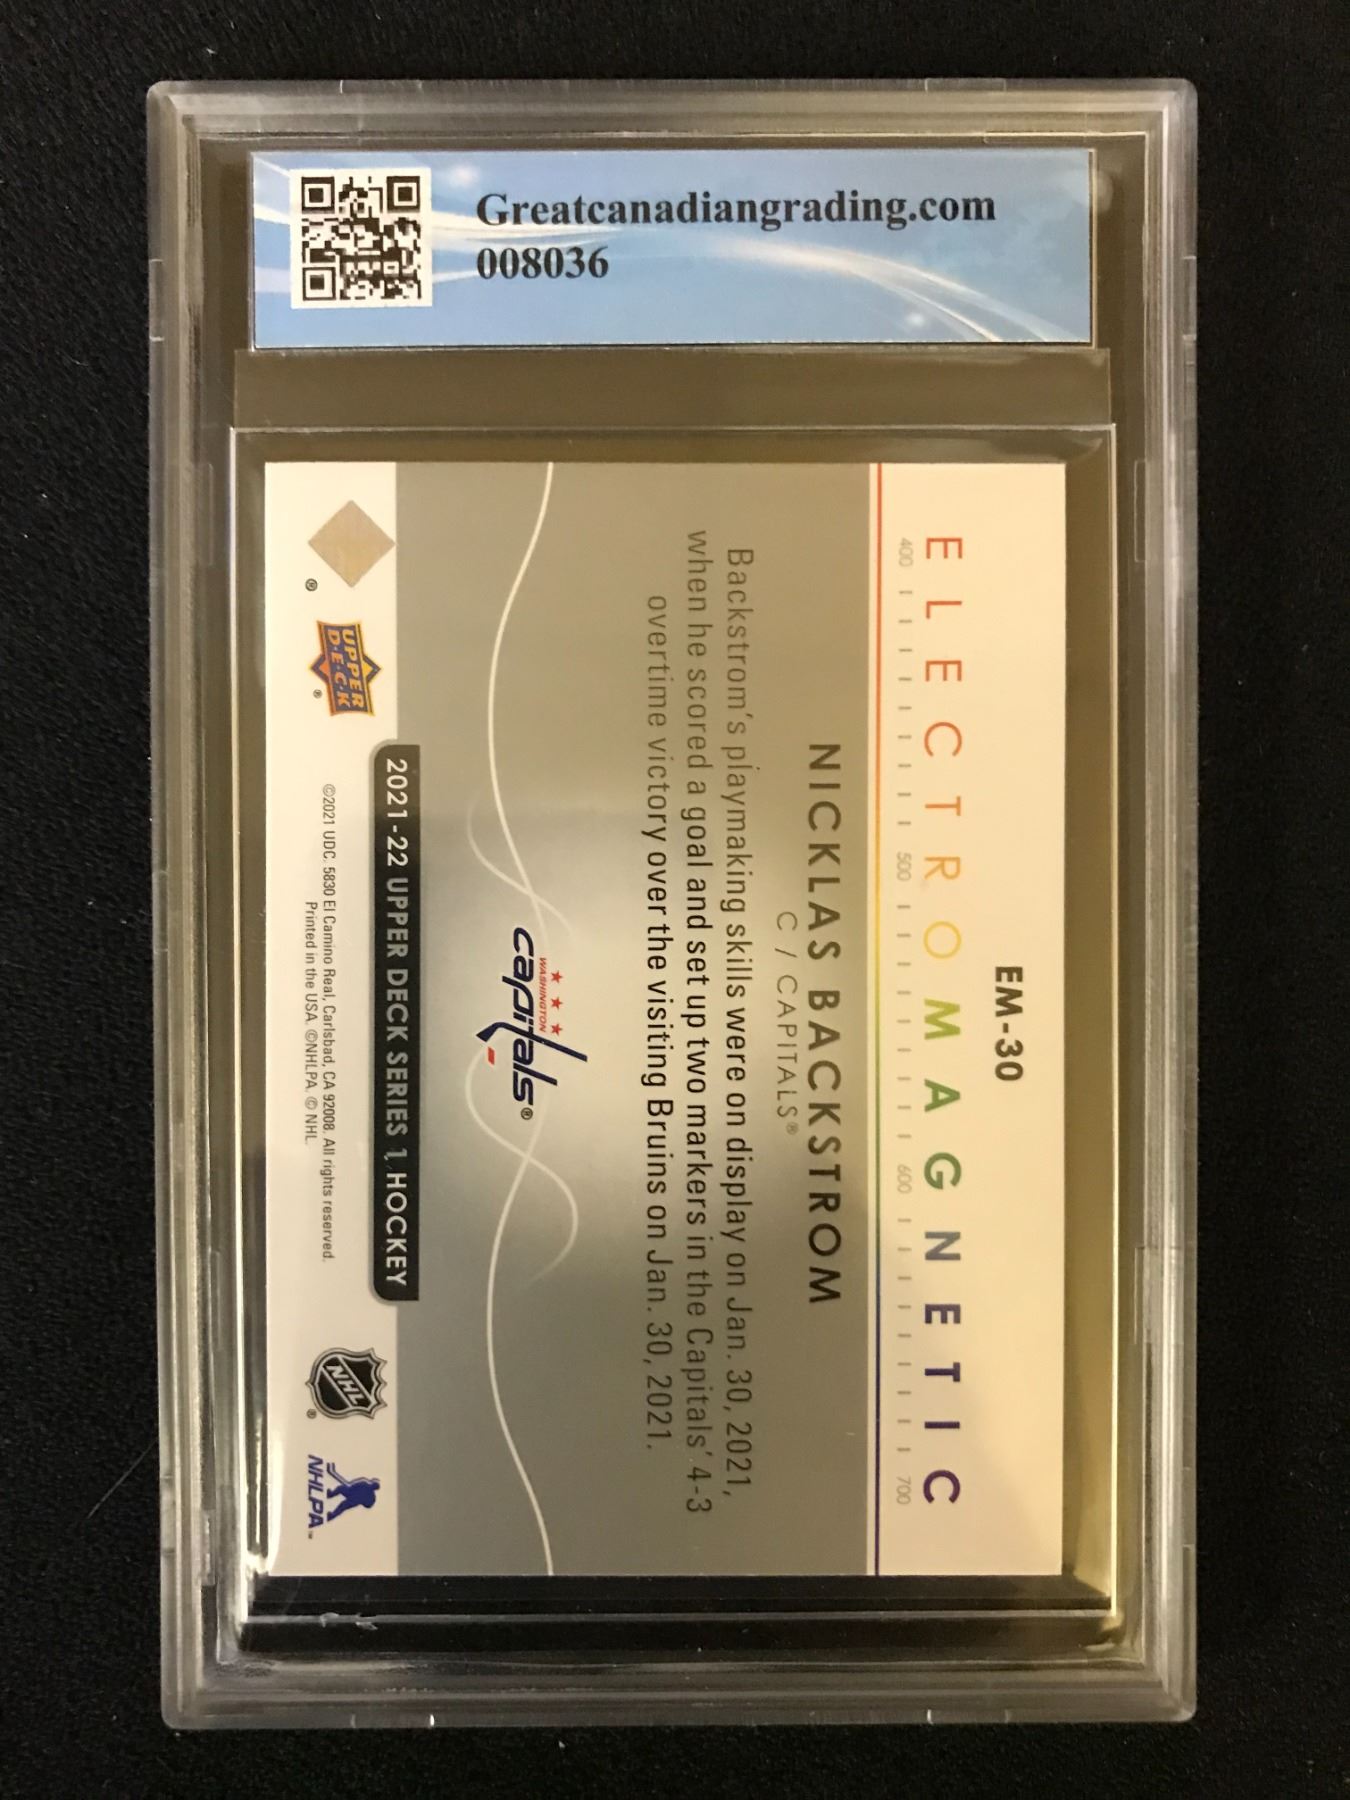 Greatcanadiangrading.com
008036
EM-30
ELECTROMAGNETIC
400 500 600 700
NICKLAS BACKSTROM
C / CAPITALS®
Backstrom's playmaking skills were on display on Jan. 30, 2021,
when he scored a goal and set up two markers in the Capitals' 4-3
overtime victory over the visiting Bruins on Jan. 30, 2021.
WASHINGTON
capitals®
2021-22 UPPER DECK SERIES 1 HOCKEY
®
UPPER
DECK
®
©2021 UDC. 5830 El Camino Real, Carlsbad, CA 92008. All rights reserved.
Printed in the USA. ©NHLPA. © NHL.
NHL
®
NHLPA™